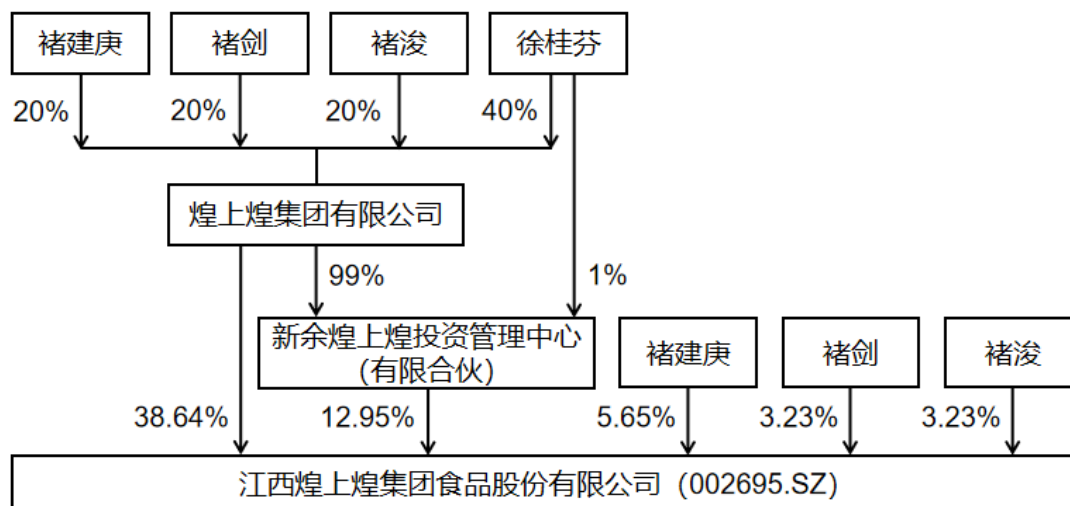 褚建庚
褚剑
褚浚
徐桂芬
20%
20%
20%
40%
煌上煌集团有限公司
99%
1%
新余煌上煌投资管理中心
（有限合伙）
褚建庚
褚剑
褚浚
38.64%
12.95%
5.65%
3.23%
3.23%
江西煌上煌集团食品股份有限公司（002695.SZ）